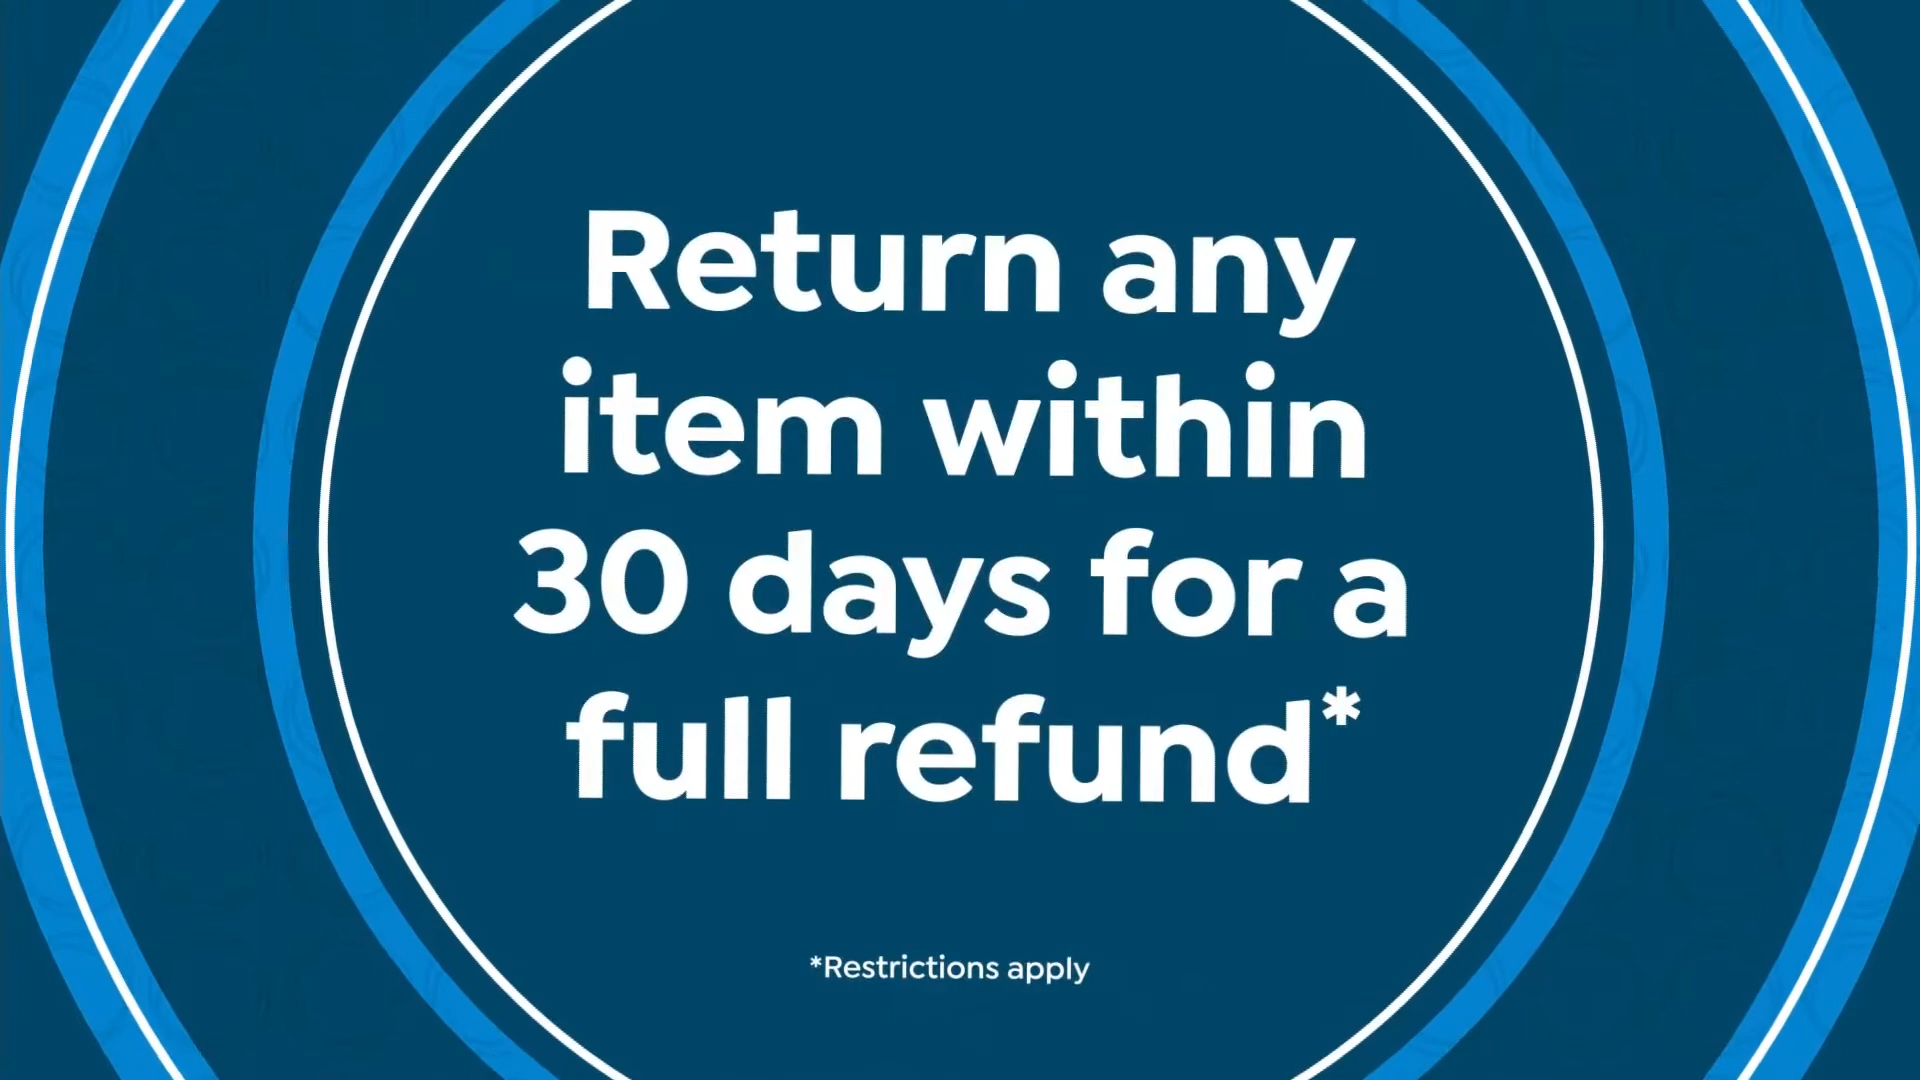 Return any
item within
30 days for a
full refund*
*Restrictions apply